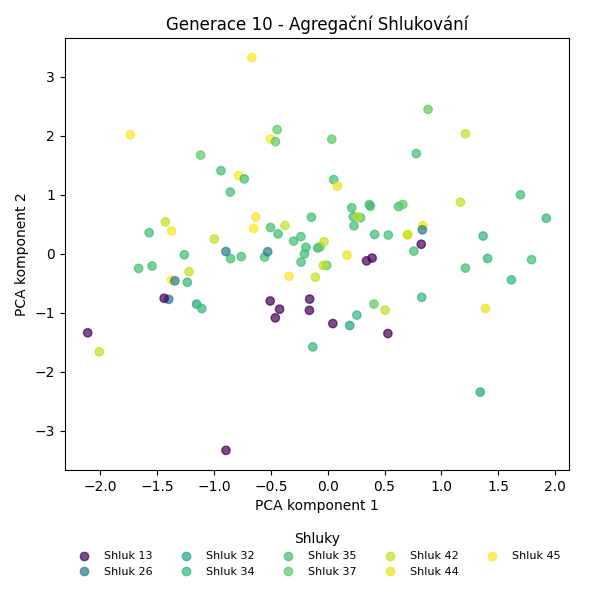 Generace 10 - Agregační Shlukování
PCA komponent 2
3
2
1
0
−1
−2
−3
−2.0 −1.5 −1.0 −0.5 0.0 0.5 1.0 1.5 2.0
PCA komponent 1
Shluky
Shluk 13 Shluk 32 Shluk 35 Shluk 42 Shluk 45
Shluk 26 Shluk 34 Shluk 37 Shluk 44